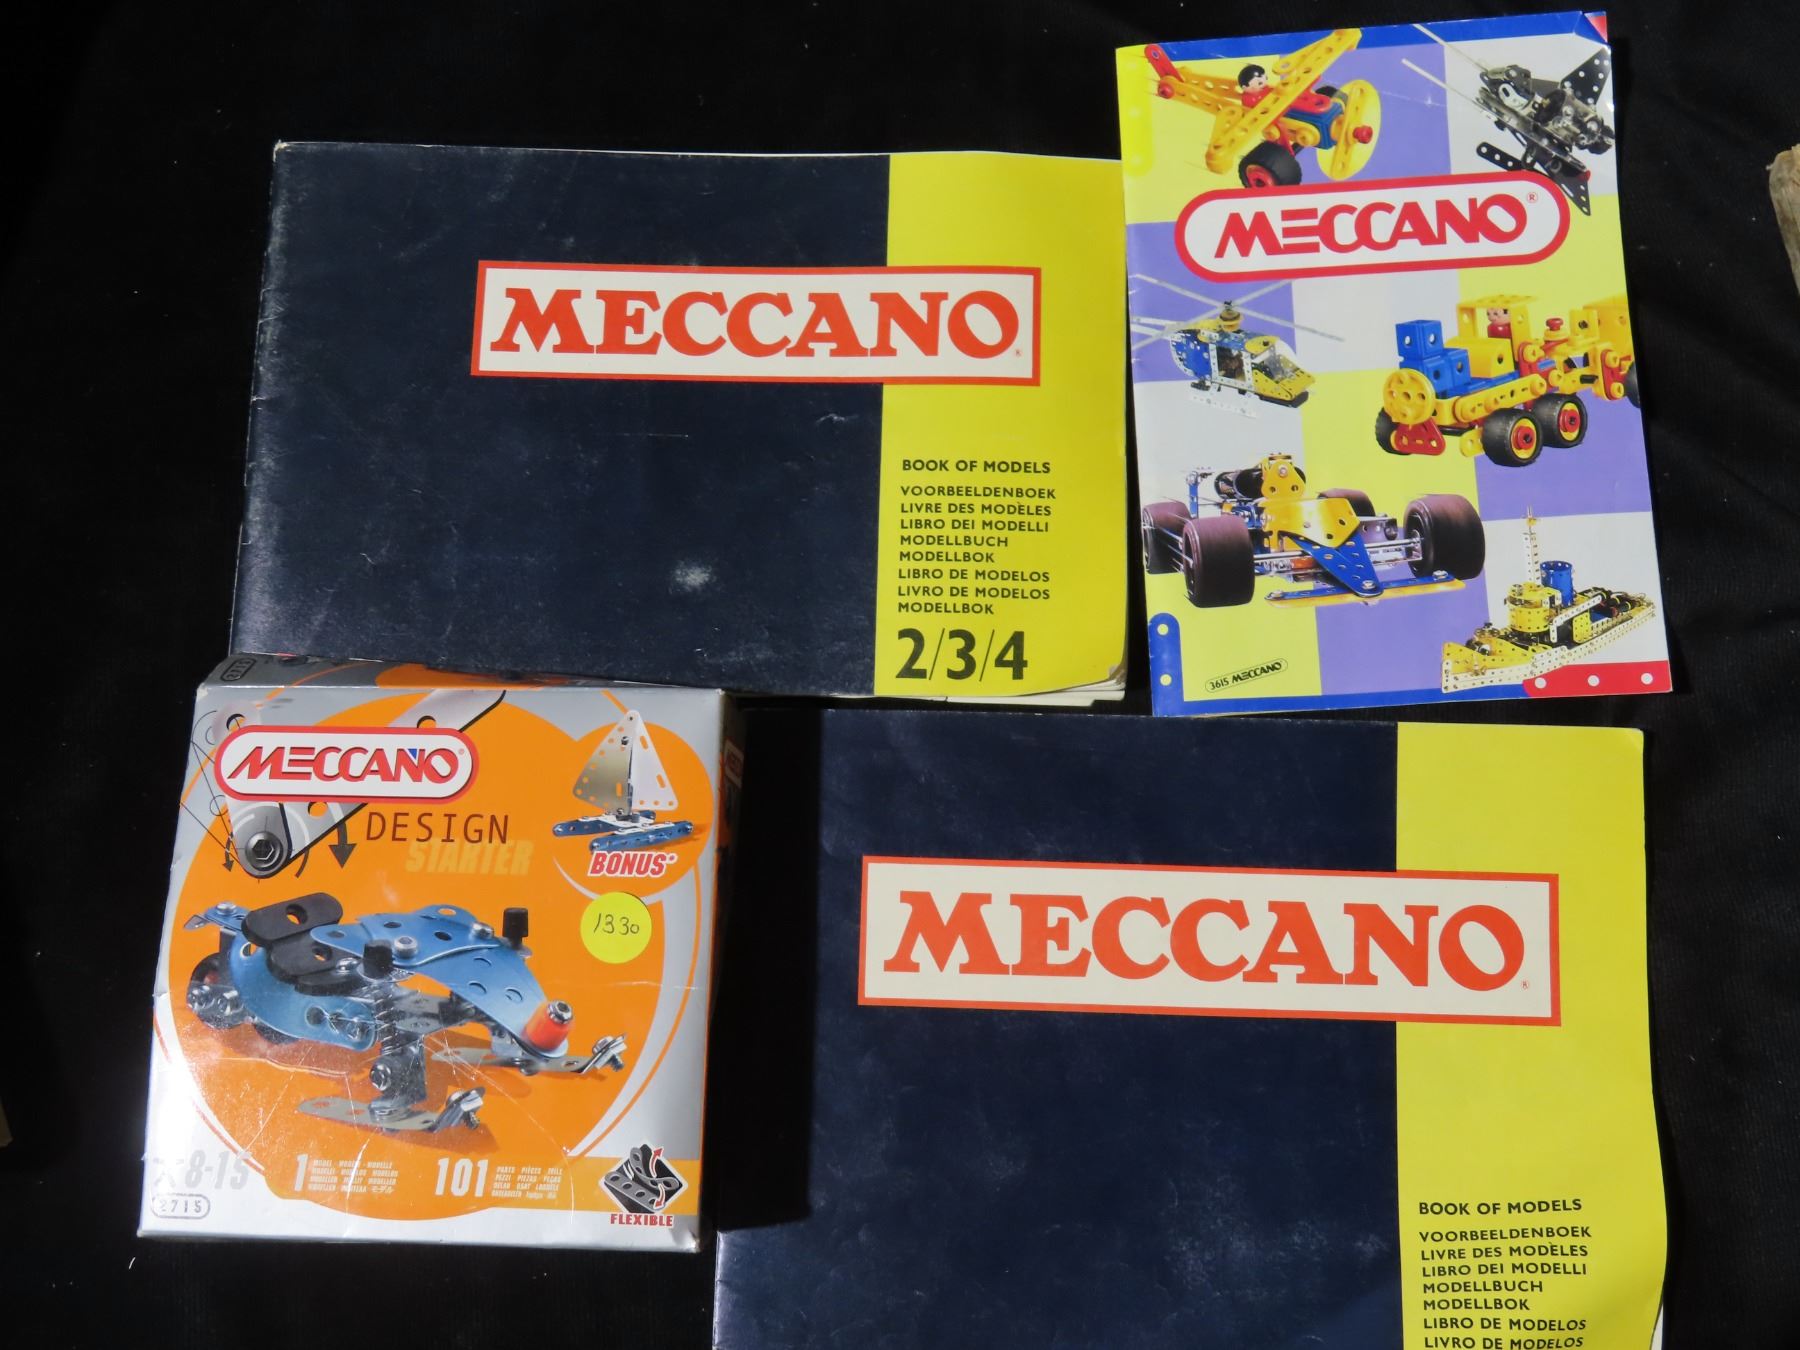 MECCANO®
BOOK OF MODELS
VOORBEELDENBOEK
LIVRE DES MODÈLES
LIBRO DEI MODELLI
MODELLBUCH
MODELLBOK
LIBRO DE MODELOS
LIVRO DE MODELOS
MODELLBOK
2/3/4
MECCANO®
3615 MECCANO
MECCANO®
DESIGN
STARTER
BONUS
1330
8-15
1
101
2715
FLEXIBLE
MECCANO®
BOOK OF MODELS
VOORBEELDENBOEK
LIVRE DES MODÈLES
LIBRO DEI MODELLI
MODELLBUCH
MODELLBOK
LIBRO DE MODELOS
LIVRO DE MODELOS